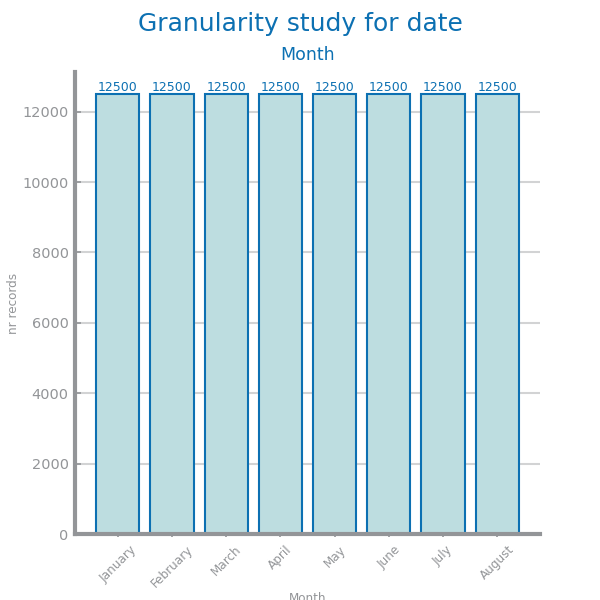 Granularity study for date
Month
12500 12500 12500 12500 12500 12500 12500 12500
12000
10000
8000
6000
4000
2000
0
nr records
January February March April May June July August
Month